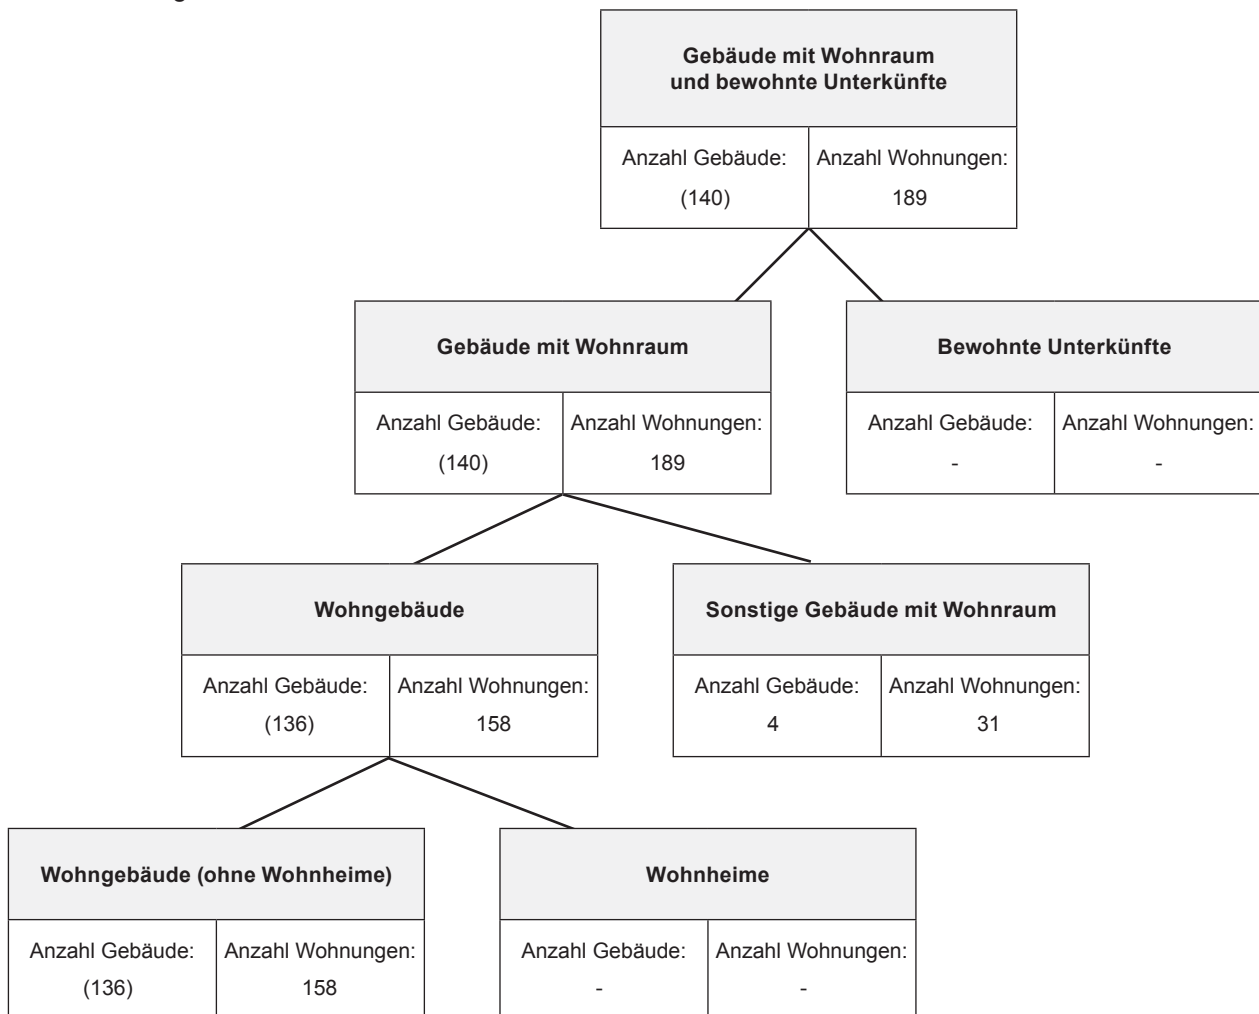 Gebäude mit Wohnraum
und bewohnte Unterkünfte
Anzahl Gebäude:
(140)
Anzahl Wohnungen:
189
Gebäude mit Wohnraum
Anzahl Gebäude:
(140)
Anzahl Wohnungen:
189
Bewohnte Unterkünfte
Anzahl Gebäude:
-
Anzahl Wohnungen:
-
Wohngebäude
Anzahl Gebäude:
(136)
Anzahl Wohnungen:
158
Sonstige Gebäude mit Wohnraum
Anzahl Gebäude:
4
Anzahl Wohnungen:
31
Wohngebäude (ohne Wohnheime)
Anzahl Gebäude:
(136)
Anzahl Wohnungen:
158
Wohnheime
Anzahl Gebäude:
-
Anzahl Wohnungen:
-